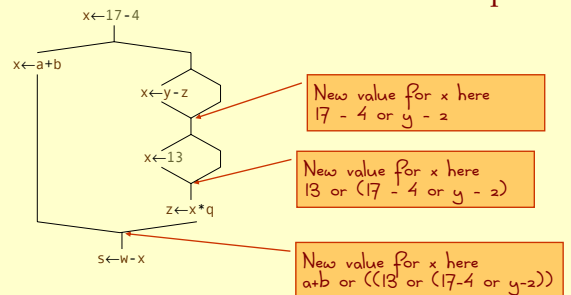 x←17-4
x←a+b
x←y-z
New value for x here
17 - 4 or y - z
x←13
New value for x here
13 or (17 - 4 or y - z)
z←x*q
s←w-x
New value for x here
a+b or ((13 or (17-4 or y-z))